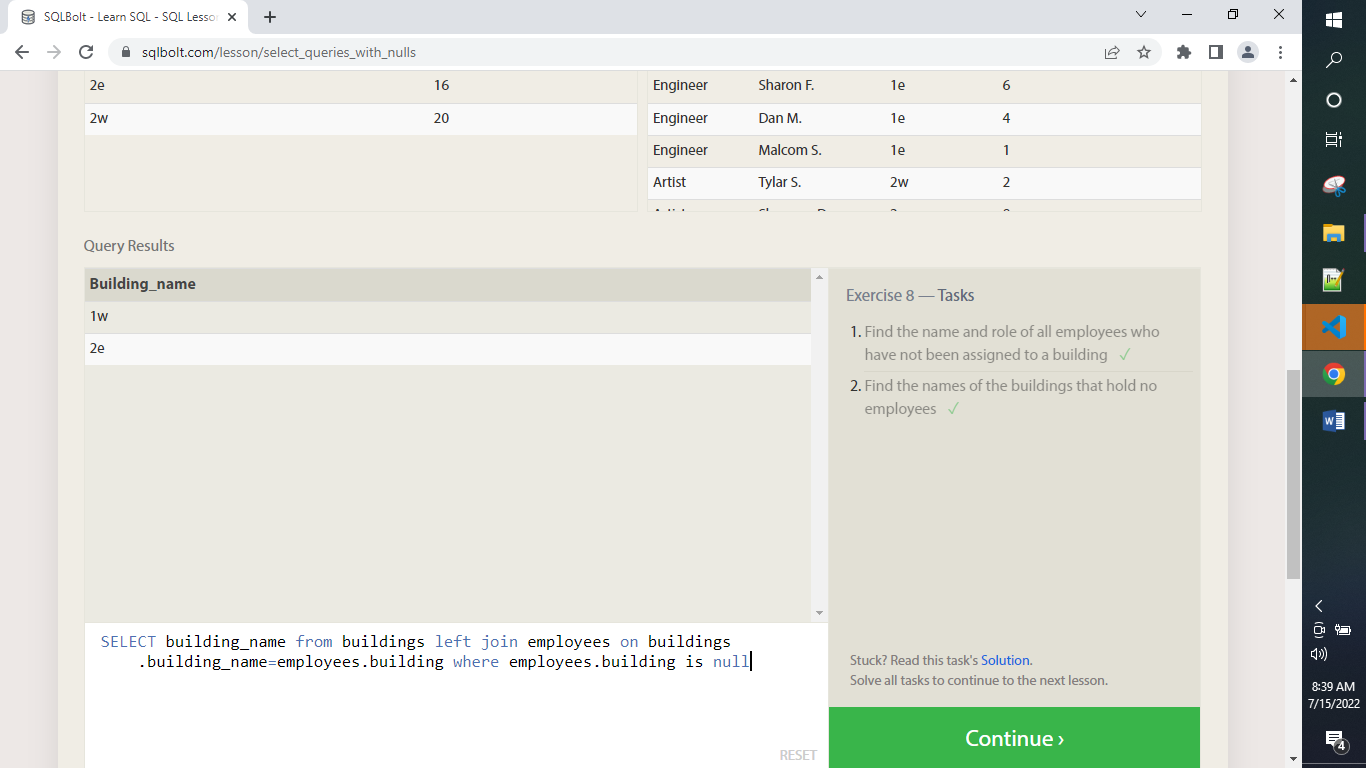 SQLBolt - Learn SQL - SQL Lesso
sqlbolt.com/lesson/select_queries_with_nulls
2e 16
2w 20
Engineer Sharon F. 1e 6
Engineer Dan M. 1e 4
Engineer Malcom S. 1e 1
Artist Tylar S. 2w 2
Query Results
Building_name
1w
2e
Exercise 8 — Tasks
1. Find the name and role of all employees who
have not been assigned to a building ✓
2. Find the names of the buildings that hold no
employees ✓
SELECT building_name from buildings left join employees on buildings
.building_name=employees.building where employees.building is null
RESET
Stuck? Read this task's Solution.
Solve all tasks to continue to the next lesson.
Continue ›
8:39 AM
7/15/2022
4